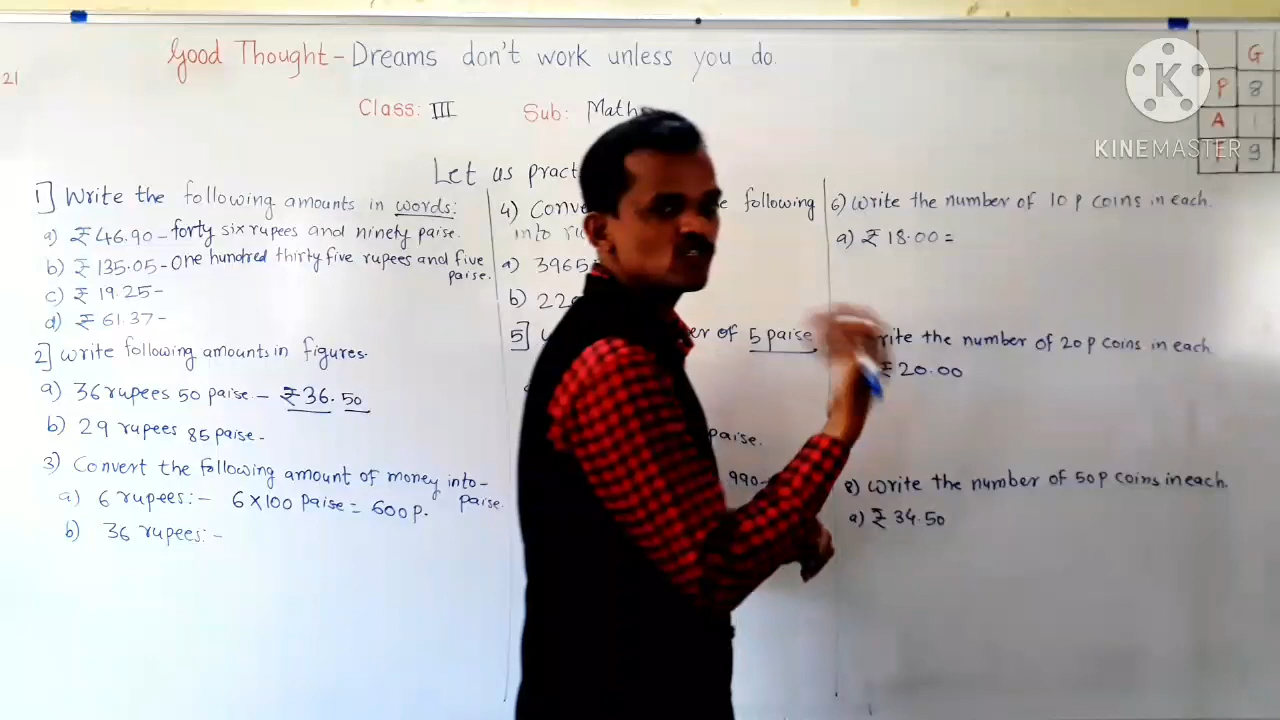 Good Thought - Dreams don't work unless you do.
21
Class: III Sub: Math
Let us pract
1] Write the following amounts in words:
a) ₹ 46.90 - forty six rupees and ninety paise.
b) ₹ 135.05 - One hundred thirty five rupees and five
paise.
c) ₹ 19.25 -
d) ₹ 61.37 -
2] Write following amounts in figures.
a) 36 rupees 50 paise - ₹ 36.50
b) 29 rupees 85 paise -
3) Convert the following amount of money into -
paise.
a) 6 rupees: - 6 X 100 paise = 600 p.
b) 36 rupees: -
4) following
into
a) 3965
b)
5] of 5 paise
paise.
990 -
6) Write the number of 10 p coins in each.
a) ₹ 18.00 =
the number of 20 p coins in each
₹ 20.00
8) Write the number of 50 p coins in each.
a) ₹ 34.50
G
P 8
A 1
9
K
KINEMASTER